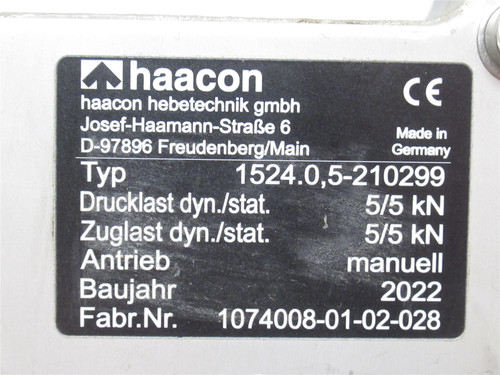 haacon
haacon hebetechnik gmbh
Josef-Haamann-Straße 6
D-97896 Freudenberg/Main
CE
Made in
Germany
Typ 1524.0,5-210299
Drucklast dyn./stat. 5/5 kN
Zuglast dyn./stat. 5/5 kN
Antrieb manuell
Baujahr 2022
Fabr.Nr. 1074008-01-02-028